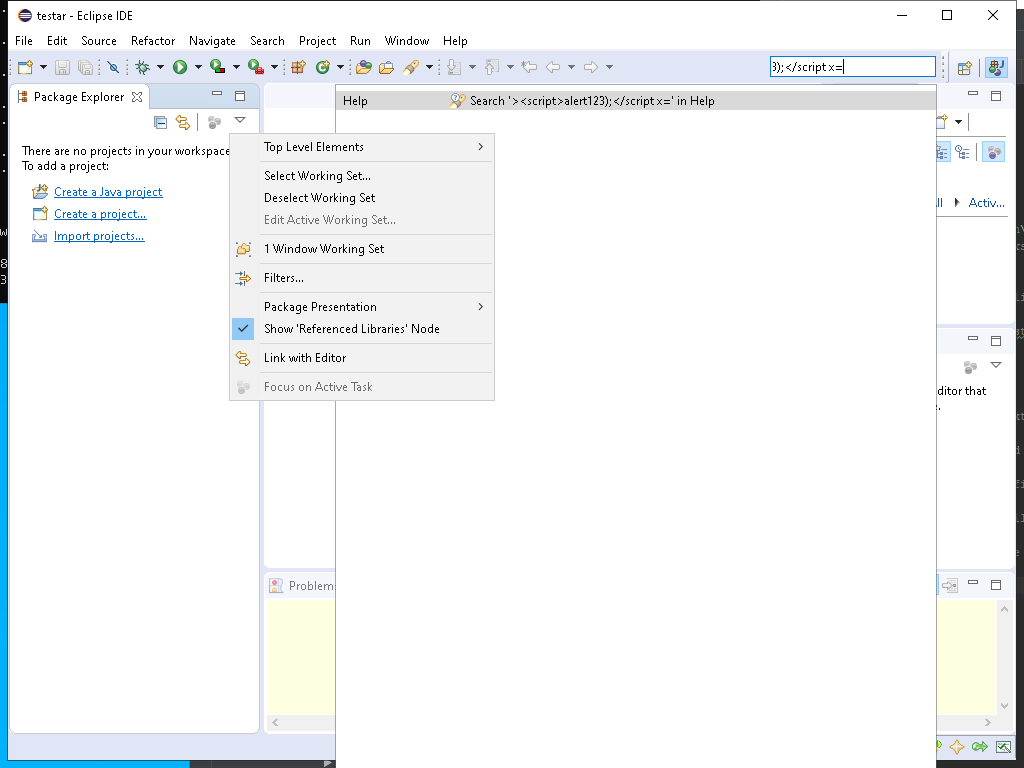 testar - Eclipse IDE
File Edit Source Refactor Navigate Search Project Run Window Help
3);</script x=
Package Explorer
Help Search '><script>alert123);</script x=' in Help
There are no projects in your workspace
To add a project:
Create a Java project
Create a project...
Import projects...
Top Level Elements
Select Working Set...
Deselect Working Set
Edit Active Working Set...
1 Window Working Set
Filters...
Package Presentation
Show 'Referenced Libraries' Node
Link with Editor
Focus on Active Task
Activ...
ditor that
Problem